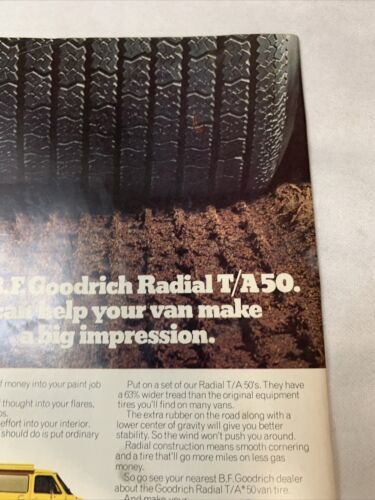 B.F. Goodrich Radial T/A 50.
can help your van make
a big impression.
of money into your paint job
f thought into your flares,
ps.
effort into your interior.
should do is put ordinary
Put on a set of our Radial T/A 50's. They have
a 63% wider tread than the original equipment
tires you'll find on many vans.
The extra rubber on the road along with a
lower center of gravity will give you better
stability. So the wind won't push you around.
Radial construction means smooth cornering
and a tire that'll go more miles on less gas
money.
So go see your nearest B.F.Goodrich dealer
about the Goodrich Radial T/A® 50 van tire.
And make your